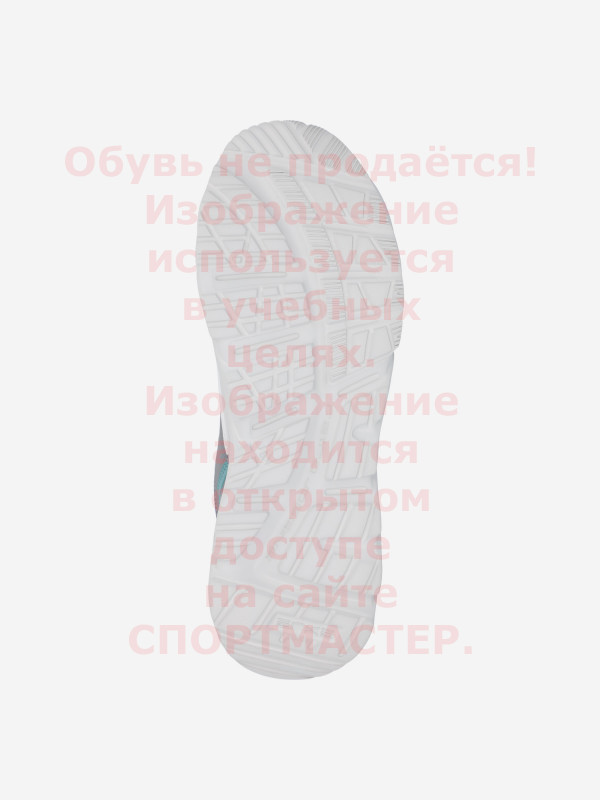 Обувь не продаётся!
Изображение
используется
в учебных
целях.
Изображение
находится
в открытом
доступе
на сайте
СПОРТМАСТЕР.